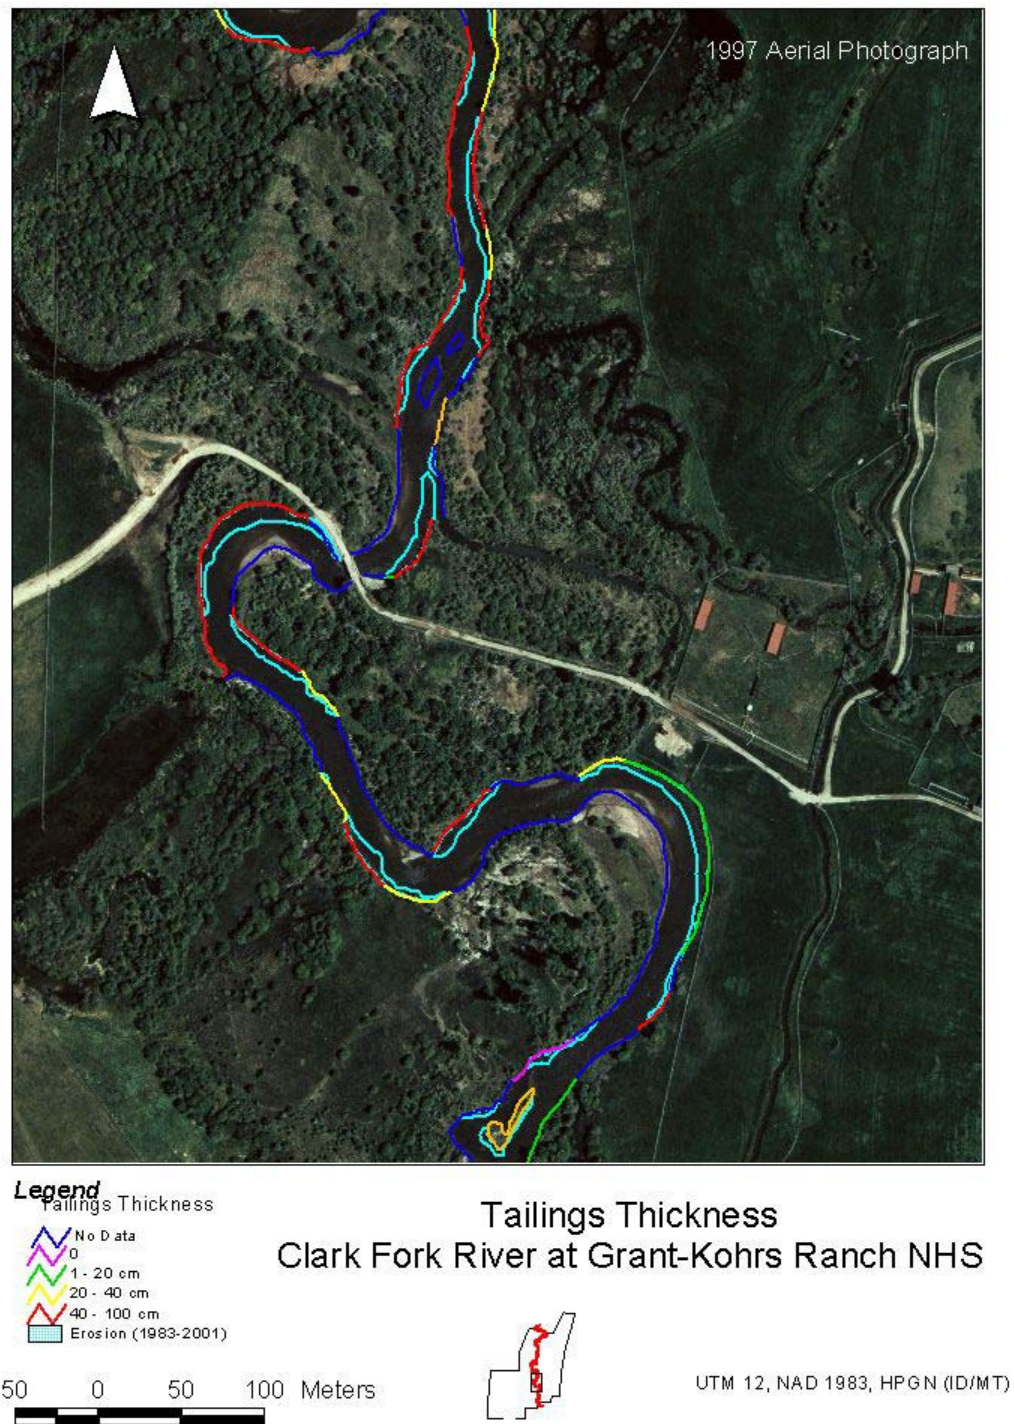 1997 Aerial Photograph
N
Legend
Tailings Thickness
No Data
0
1 - 20 cm
20 - 40 cm
40 - 100 cm
Erosion (1983-2001)
Tailings Thickness
Clark Fork River at Grant-Kohrs Ranch NHS
50 0 50 100 Meters
UTM 12, NAD 1983, HPGN (ID/MT)